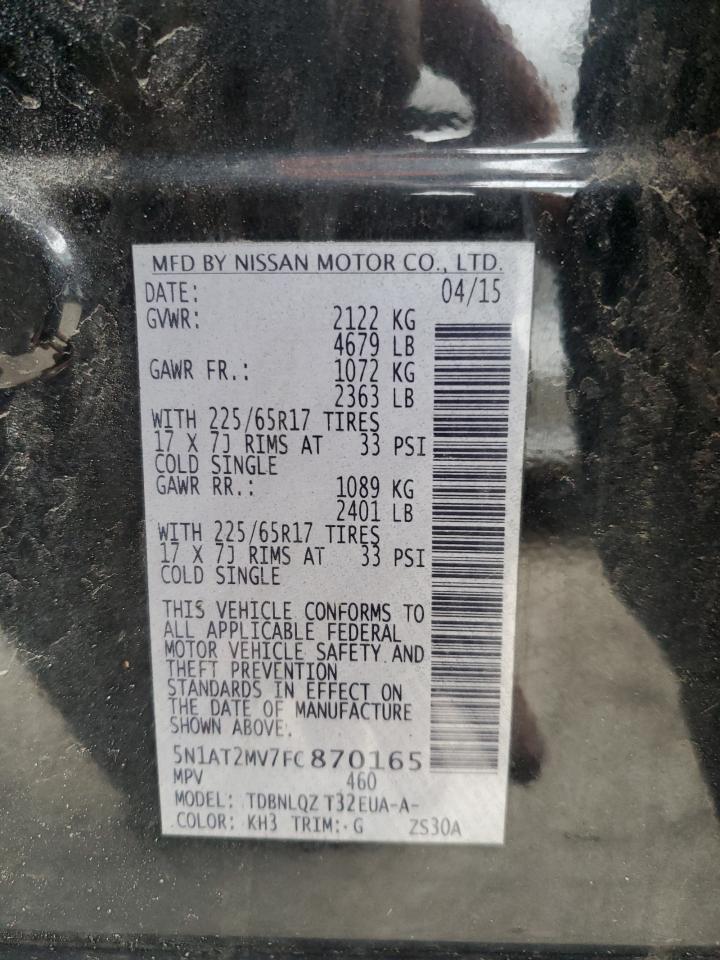 MFD BY NISSAN MOTOR CO., LTD.
DATE: 04/15
GVWR: 2122 KG
4679 LB
GAWR FR.: 1072 KG
2363 LB
WITH 225/65R17 TIRES
17 X 7J RIMS AT 33 PSI
COLD SINGLE
GAWR RR.: 1089 KG
2401 LB
WITH 225/65R17 TIRES
17 X 7J RIMS AT 33 PSI
COLD SINGLE
THIS VEHICLE CONFORMS TO
ALL APPLICABLE FEDERAL
MOTOR VEHICLE SAFETY AND
THEFT PREVENTION
STANDARDS IN EFFECT ON
THE DATE OF MANUFACTURE
SHOWN ABOVE.
5N1AT2MV7FC870165
MPV 460
MODEL: TDBNLQZ T32EUA-A-
COLOR: KH3 TRIM: G ZS30A